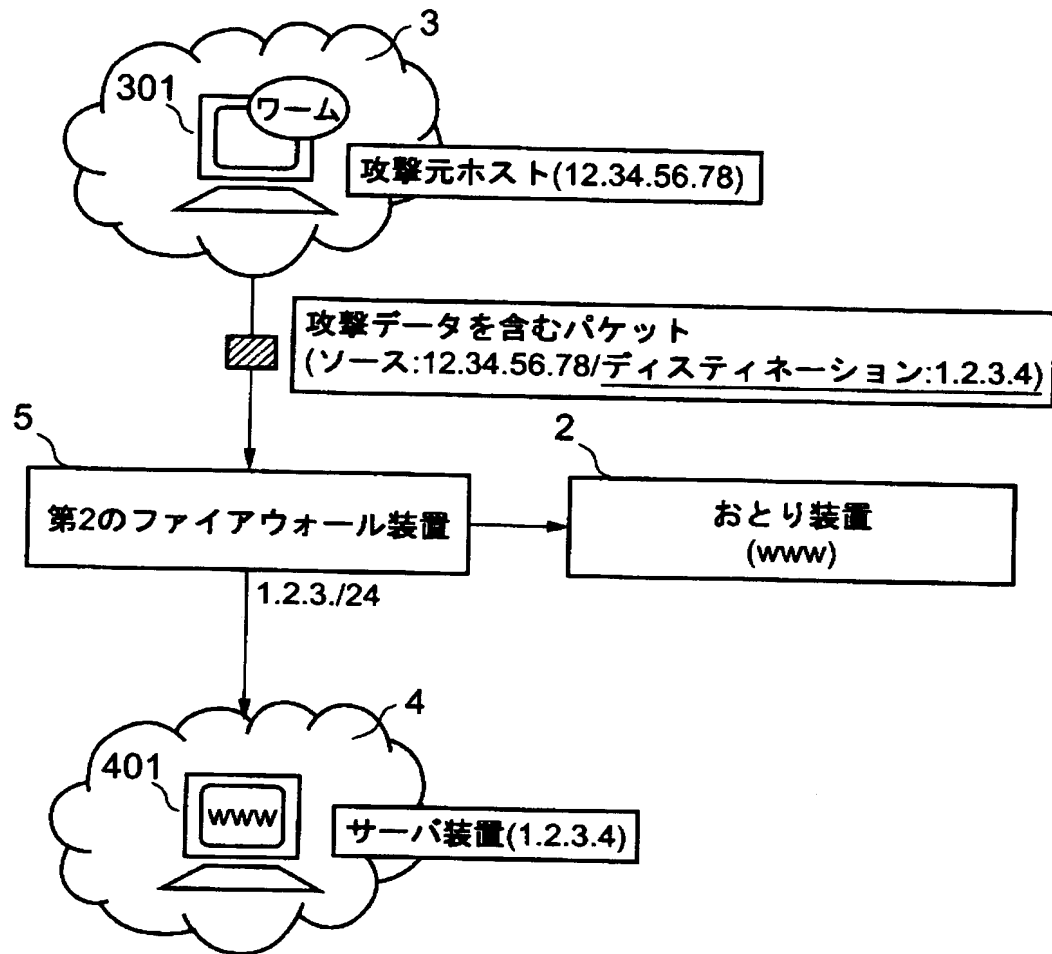 3
301
ワーム
攻撃元ホスト(12.34.56.78)
攻撃データを含むパケット
(ソース:12.34.56.78/ディスティネーション:1.2.3.4)
5
2
第2のファイアウォール装置
おとり装置
(www)
1.2.3./24
4
401
www
サーバ装置(1.2.3.4)